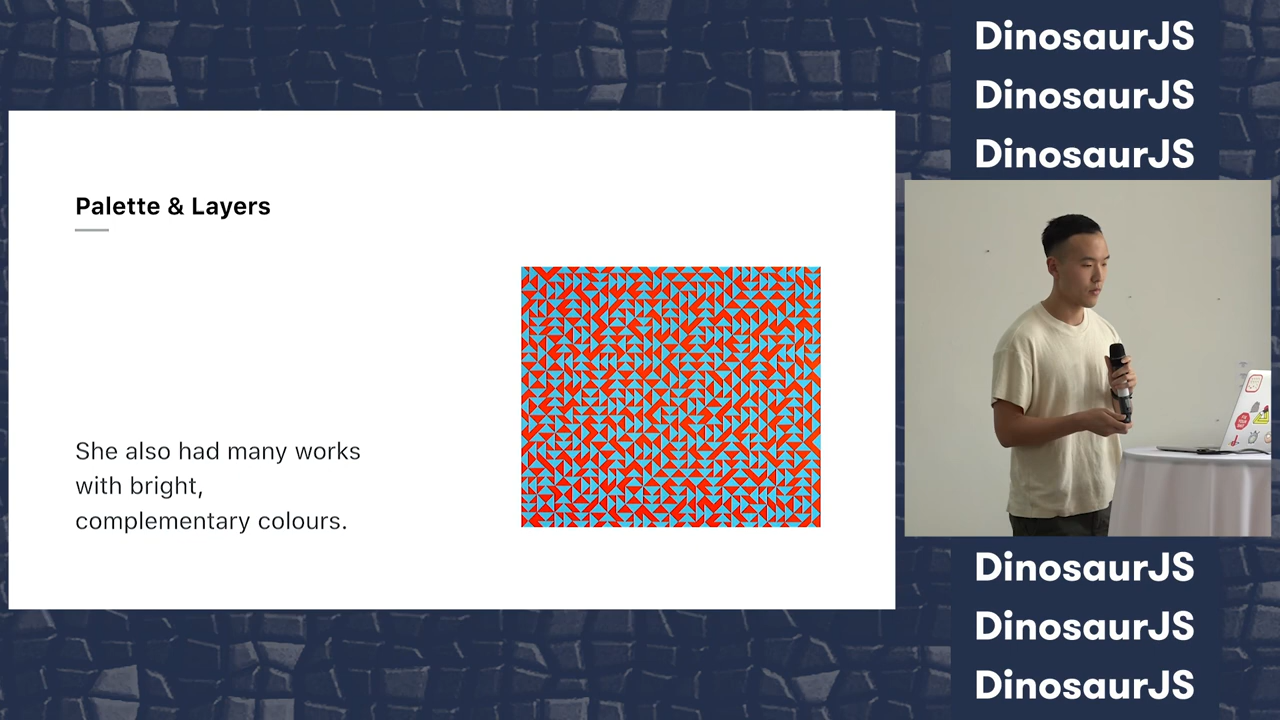 DinosaurJS
DinosaurJS
DinosaurJS
Palette & Layers
She also had many works
with bright,
complementary colours.
DinosaurJS
DinosaurJS
DinosaurJS